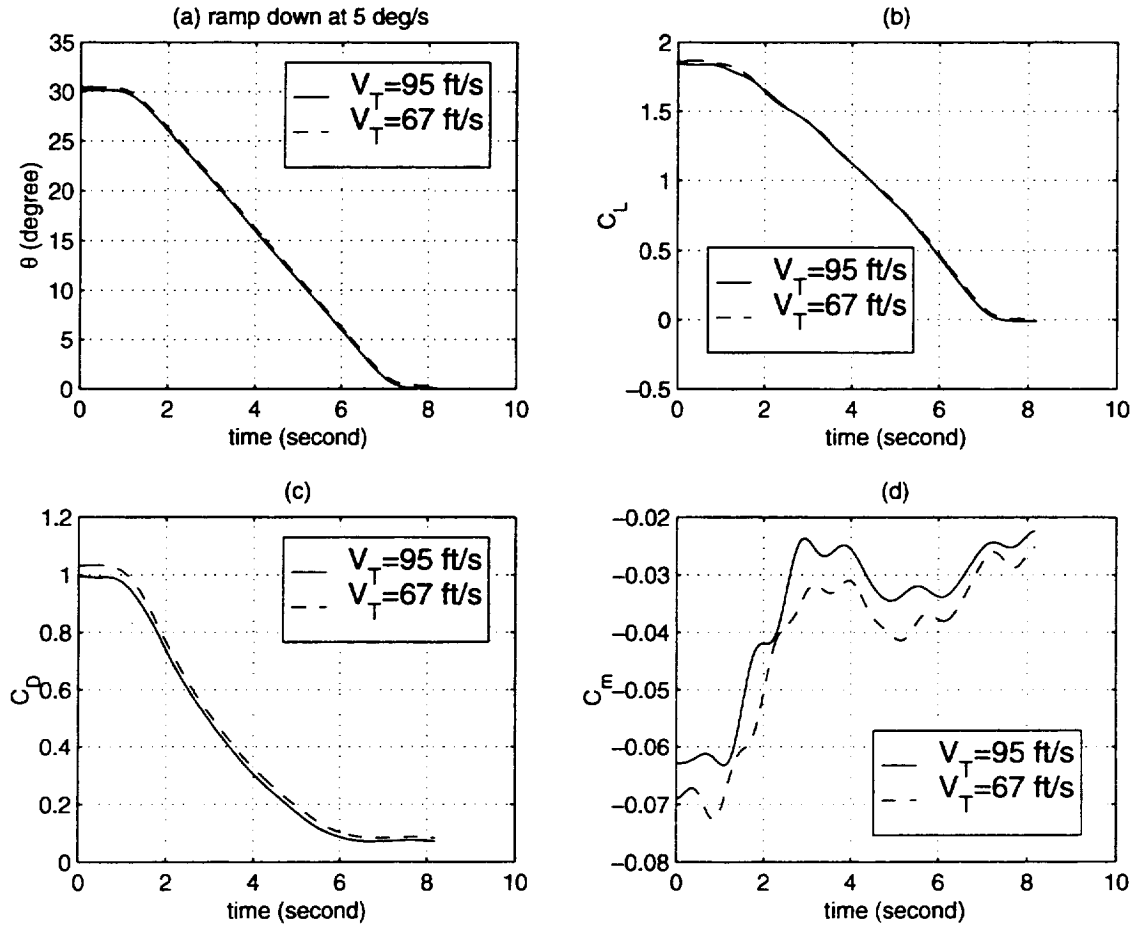 (a) ramp down at 5 deg/s
35
30
25
20
15
10
5
0
θ (degree)
V_T=95 ft/s
V_T=67 ft/s
0 2 4 6 8 10
time (second)
(b)
2
1.5
1
0.5
0
−0.5
C_L
V_T=95 ft/s
V_T=67 ft/s
0 2 4 6 8 10
time (second)
(c)
1.2
1
0.8
0.6
0.4
0.2
0
C_D
V_T=95 ft/s
V_T=67 ft/s
0 2 4 6 8 10
time (second)
(d)
−0.02
−0.03
−0.04
−0.05
−0.06
−0.07
−0.08
C_m
V_T=95 ft/s
V_T=67 ft/s
0 2 4 6 8 10
time (second)